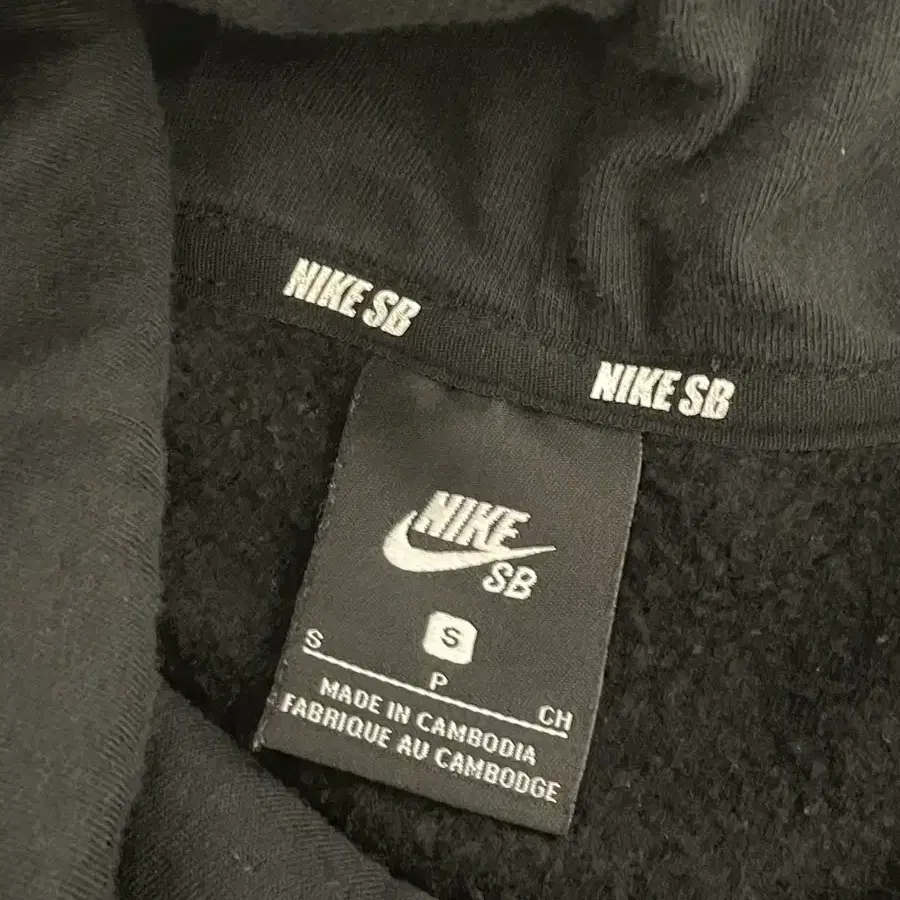 NIKE SB
NIKE SB
NIKE
SB
S
S
P
CH
MADE IN CAMBODIA
FABRIQUE AU CAMBODGE